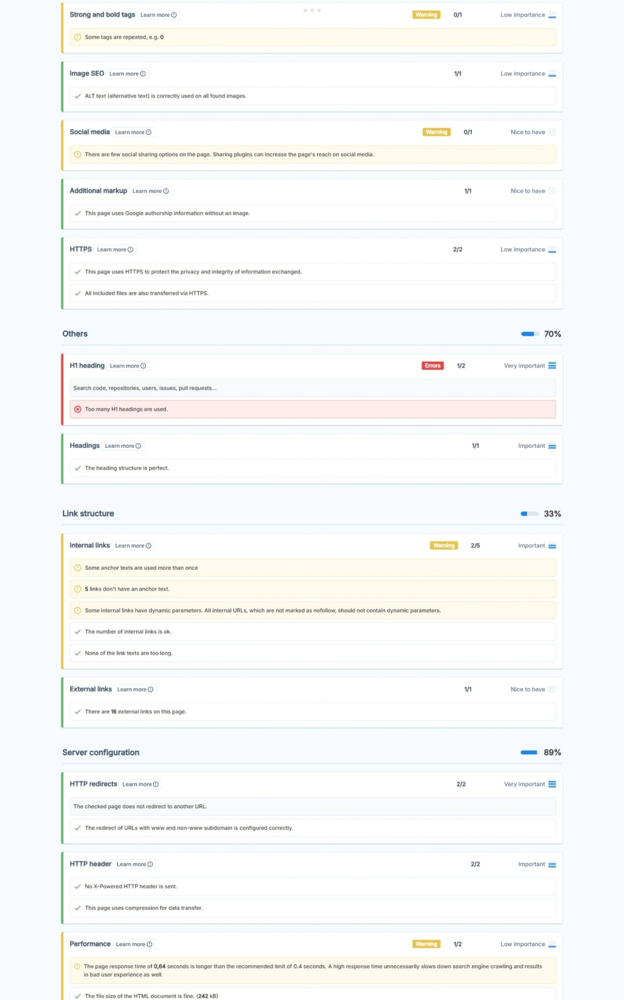 Strong and bold tags Learn more Warning 0/1 Low importance
Some tags are repeated, e.g. 0
Image SEO Learn more 1/1 Low importance
ALT text (alternative text) is correctly used on all found images.
Social media Learn more Warning 0/1 Nice to have
There are few social sharing options on the page. Sharing plugins can increase the page's reach on social media.
Additional markup Learn more 1/1 Nice to have
This page uses Google authorship information without an image.
HTTPS Learn more 2/2 Low importance
This page uses HTTPS to protect the privacy and integrity of information exchanged.
All included files are also transferred via HTTPS.
Others 70%
H1 heading Learn more Errors 1/2 Very important
Search code, repositories, users, issues, pull requests...
Too many H1 headings are used.
Headings Learn more 1/1 Important
The heading structure is perfect.
Link structure 33%
Internal links Learn more Warning 2/5 Important
Some anchor texts are used more than once
5 links don't have an anchor text.
Some internal links have dynamic parameters. All internal URLs, which are not marked as nofollow, should not contain dynamic parameters.
The number of internal links is ok.
None of the link texts are too long.
External links Learn more 1/1 Nice to have
There are 16 external links on this page.
Server configuration 89%
HTTP redirects Learn more 2/2 Very important
The checked page does not redirect to another URL.
The redirect of URLs with www and non-www subdomain is configured correctly.
HTTP header Learn more 2/2 Important
No X-Powered HTTP header is sent.
This page uses compression for data transfer.
Performance Learn more Warning 1/2 Low importance
The page response time of 0,64 seconds is longer than the recommended limit of 0.4 seconds. A high response time unnecessarily slows down search engine crawling and results
in bad user experience as well.
The file size of the HTML document is fine. (242 kB)